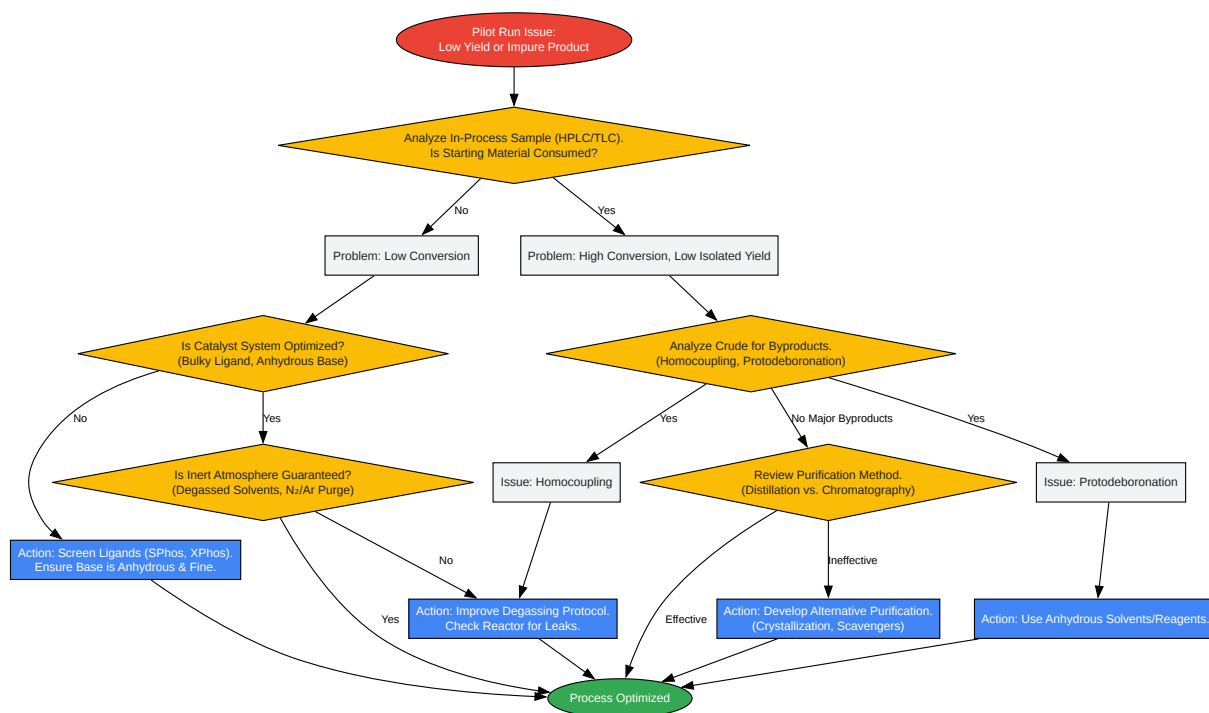 Pilot Run Issue:
Low Yield or Impure Product
Analyze In-Process Sample (HPLC/TLC).
Is Starting Material Consumed?
No
Yes
Problem: Low Conversion
Problem: High Conversion, Low Isolated Yield
Is Catalyst System Optimized?
(Bulky Ligand, Anhydrous Base)
Analyze Crude for Byproducts.
(Homocoupling, Protodeboronation)
No
Yes
Yes
No Major Byproducts
Yes
Is Inert Atmosphere Guaranteed?
(Degassed Solvents, N₂/Ar Purge)
Issue: Homocoupling
Review Purification Method.
(Distillation vs. Chromatography)
Issue: Protodeboronation
Action: Screen Ligands (SPhos, XPhos).
Ensure Base is Anhydrous & Fine.
No
Ineffective
Yes
Action: Improve Degassing Protocol.
Check Reactor for Leaks.
Effective
Action: Develop Alternative Purification.
(Crystallization, Scavengers)
Action: Use Anhydrous Solvents/Reagents.
Process Optimized